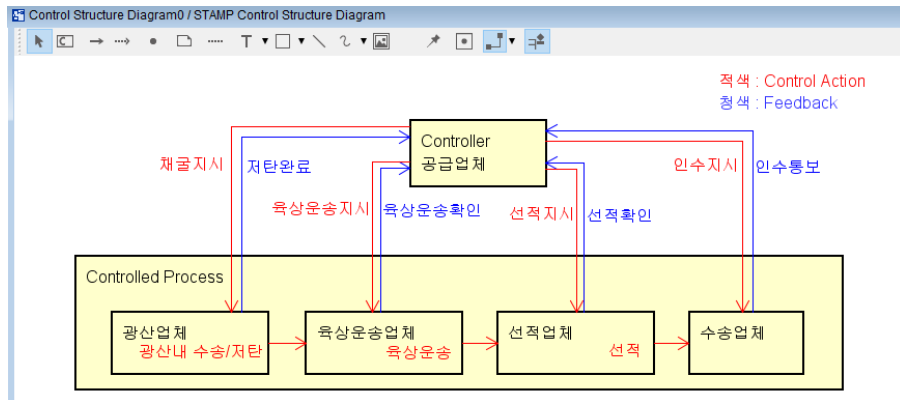 Control Structure Diagram0 / STAMP Control Structure Diagram
T
적색 : Control Action
청색 : Feedback
Controller
공급업체
채굴지시
저탄완료
인수지시
인수통보
육상운송지시
육상운송확인
선적지시
선적확인
Controlled Process
광산업체
광산내 수송/저탄
육상운송업체
육상운송
선적업체
선적
수송업체